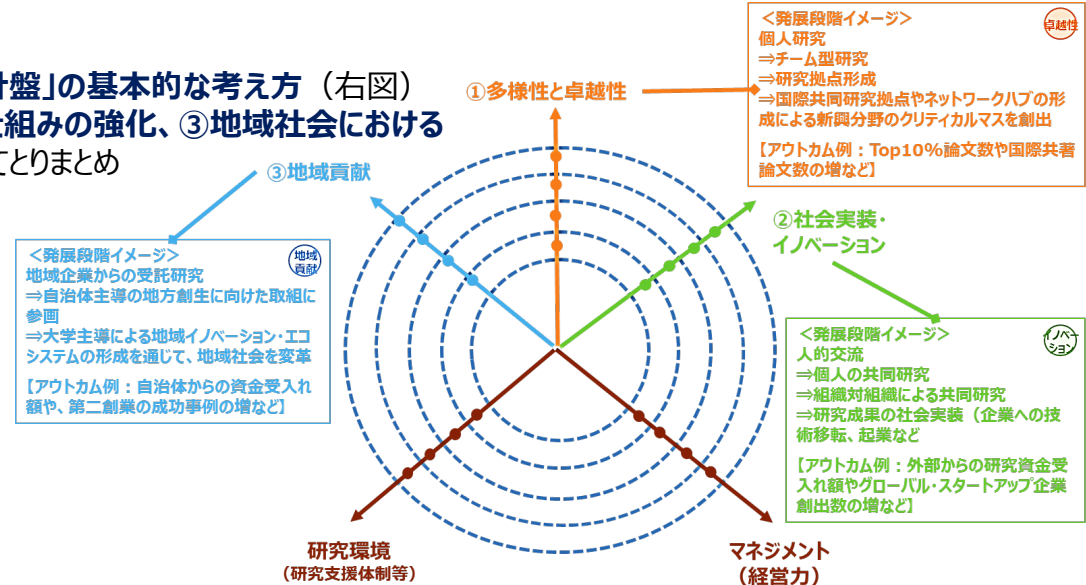 計盤」の基本的な考え方（右図）
仕組みの強化、③地域社会における
てとりまとめ
①多様性と卓越性
＜発展段階イメージ＞
卓越性
個人研究
⇒チーム型研究
⇒研究拠点形成
⇒国際共同研究拠点やネットワークハブの形
成による新興分野のクリティカルマスを創出
【アウトカム例：Top10%論文数や国際共著
論文数の増など】
③地域貢献
＜発展段階イメージ＞
地域
貢献
地域企業からの受託研究
⇒自治体主導の地方創生に向けた取組に
参画
⇒大学主導による地域イノベーション・エコ
システムの形成を通じて、地域社会を変革
【アウトカム例：自治体からの資金受入れ
額や、第二創業の成功事例の増など】
②社会実装・
イノベーション
＜発展段階イメージ＞
イノベー
ション
人的交流
⇒個人の共同研究
⇒組織対組織による共同研究
⇒研究成果の社会実装（企業への技
術移転、起業など
【アウトカム例：外部からの研究資金受
入れ額やグローバル・スタートアップ企業
創出数の増など】
研究環境
（研究支援体制等）
マネジメント
（経営力）